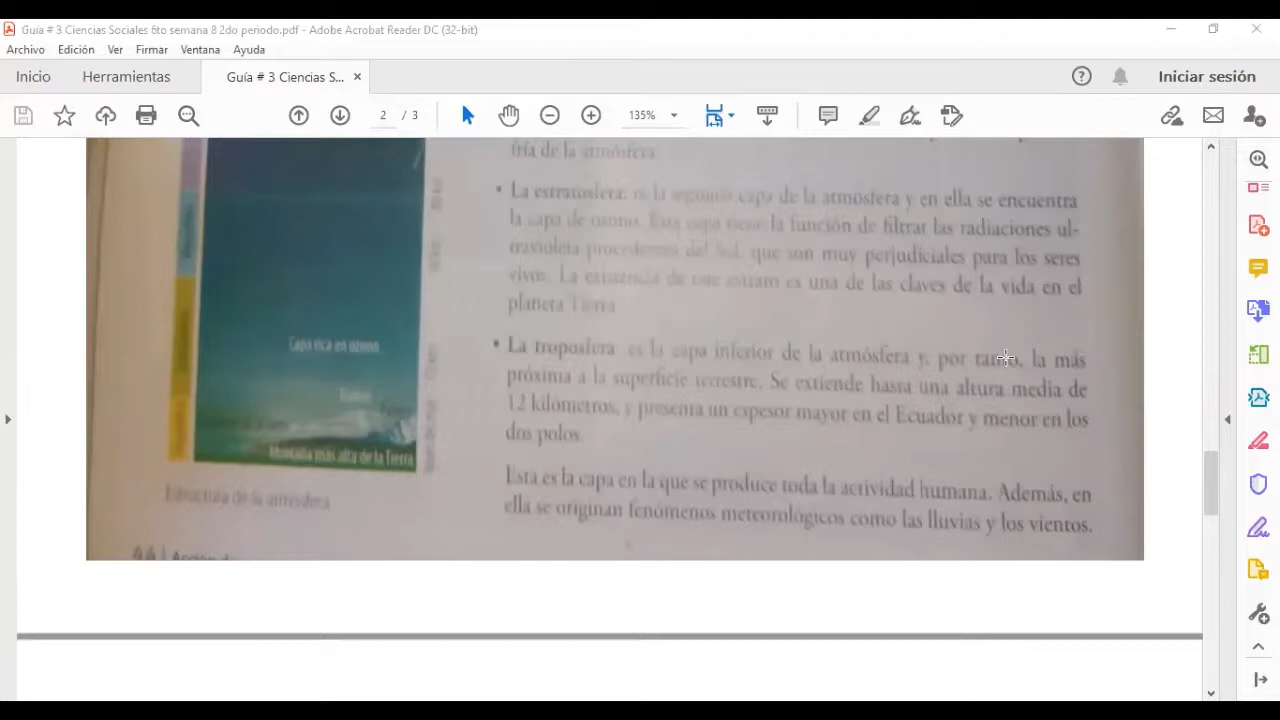 Guía # 3 Ciencias Sociales 6to semana 8 2do periodo.pdf - Adobe Acrobat Reader DC (32-bit)
Archivo Edición Ver Firmar Ventana Ayuda
Inicio Herramientas Guía # 3 Ciencias S... Iniciar sesión
2 / 3 135%
fría de la atmósfera
• La estratosfera: es la segunda capa de la atmósfera y en ella se encuentra
la capa de ozono. Esta capa tiene la función de filtrar las radiaciones ul-
travioleta procedentes del Sol, que son muy perjudiciales para los seres
vivos. La existencia de este estrato es una de las claves de la vida en el
planeta Tierra
• La troposfera es la capa inferior de la atmósfera y, por tanto, la más
próxima a la superficie terrestre. Se extiende hasta una altura media de
12 kilómetros, y presenta un espesor mayor en el Ecuador y menor en los
dos polos.
Esta es la capa en la que se produce toda la actividad humana. Además, en
ella se originan fenómenos meteorológicos como las lluvias y los vientos.
Capa rica en ozono
Montaña más alta de la Tierra
Estructura de la atmósfera